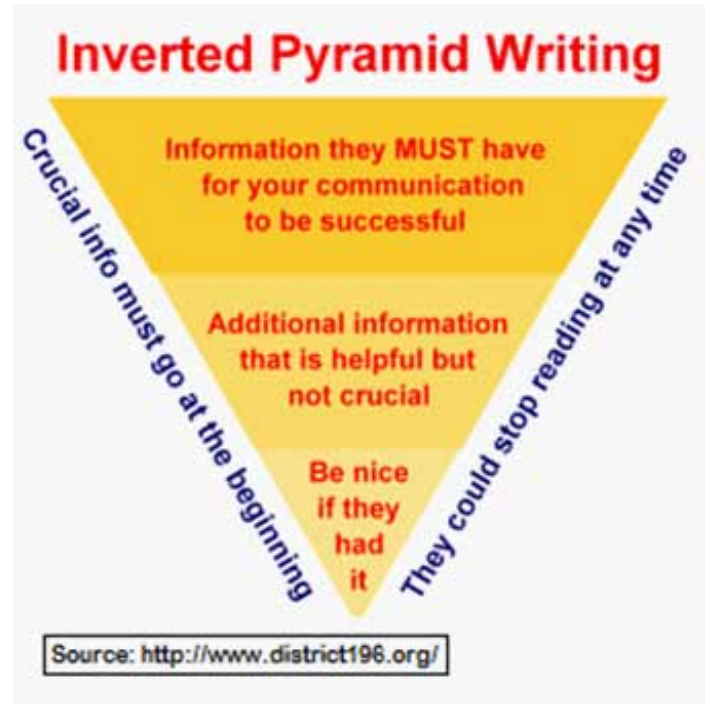 Inverted Pyramid Writing
Information they MUST have
for your communication
to be successful
Additional information
that is helpful but
not crucial
Be nice
if they
had
it
Crucial info must go at the beginning
They could stop reading at any time
Source: http://www.district196.org/